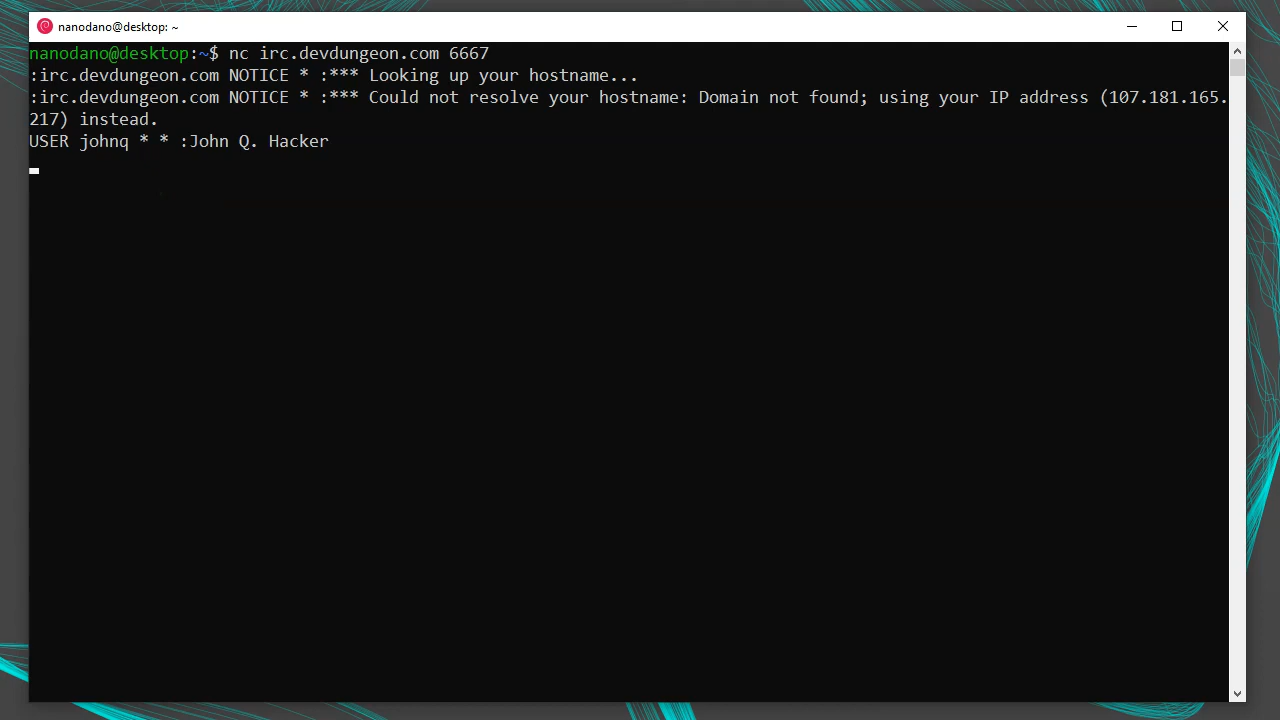 nanodano@desktop: ~
nanodano@desktop:~$ nc irc.devdungeon.com 6667
:irc.devdungeon.com NOTICE * :*** Looking up your hostname...
:irc.devdungeon.com NOTICE * :*** Could not resolve your hostname: Domain not found; using your IP address (107.181.165.
217) instead.
USER johnq * * :John Q. Hacker